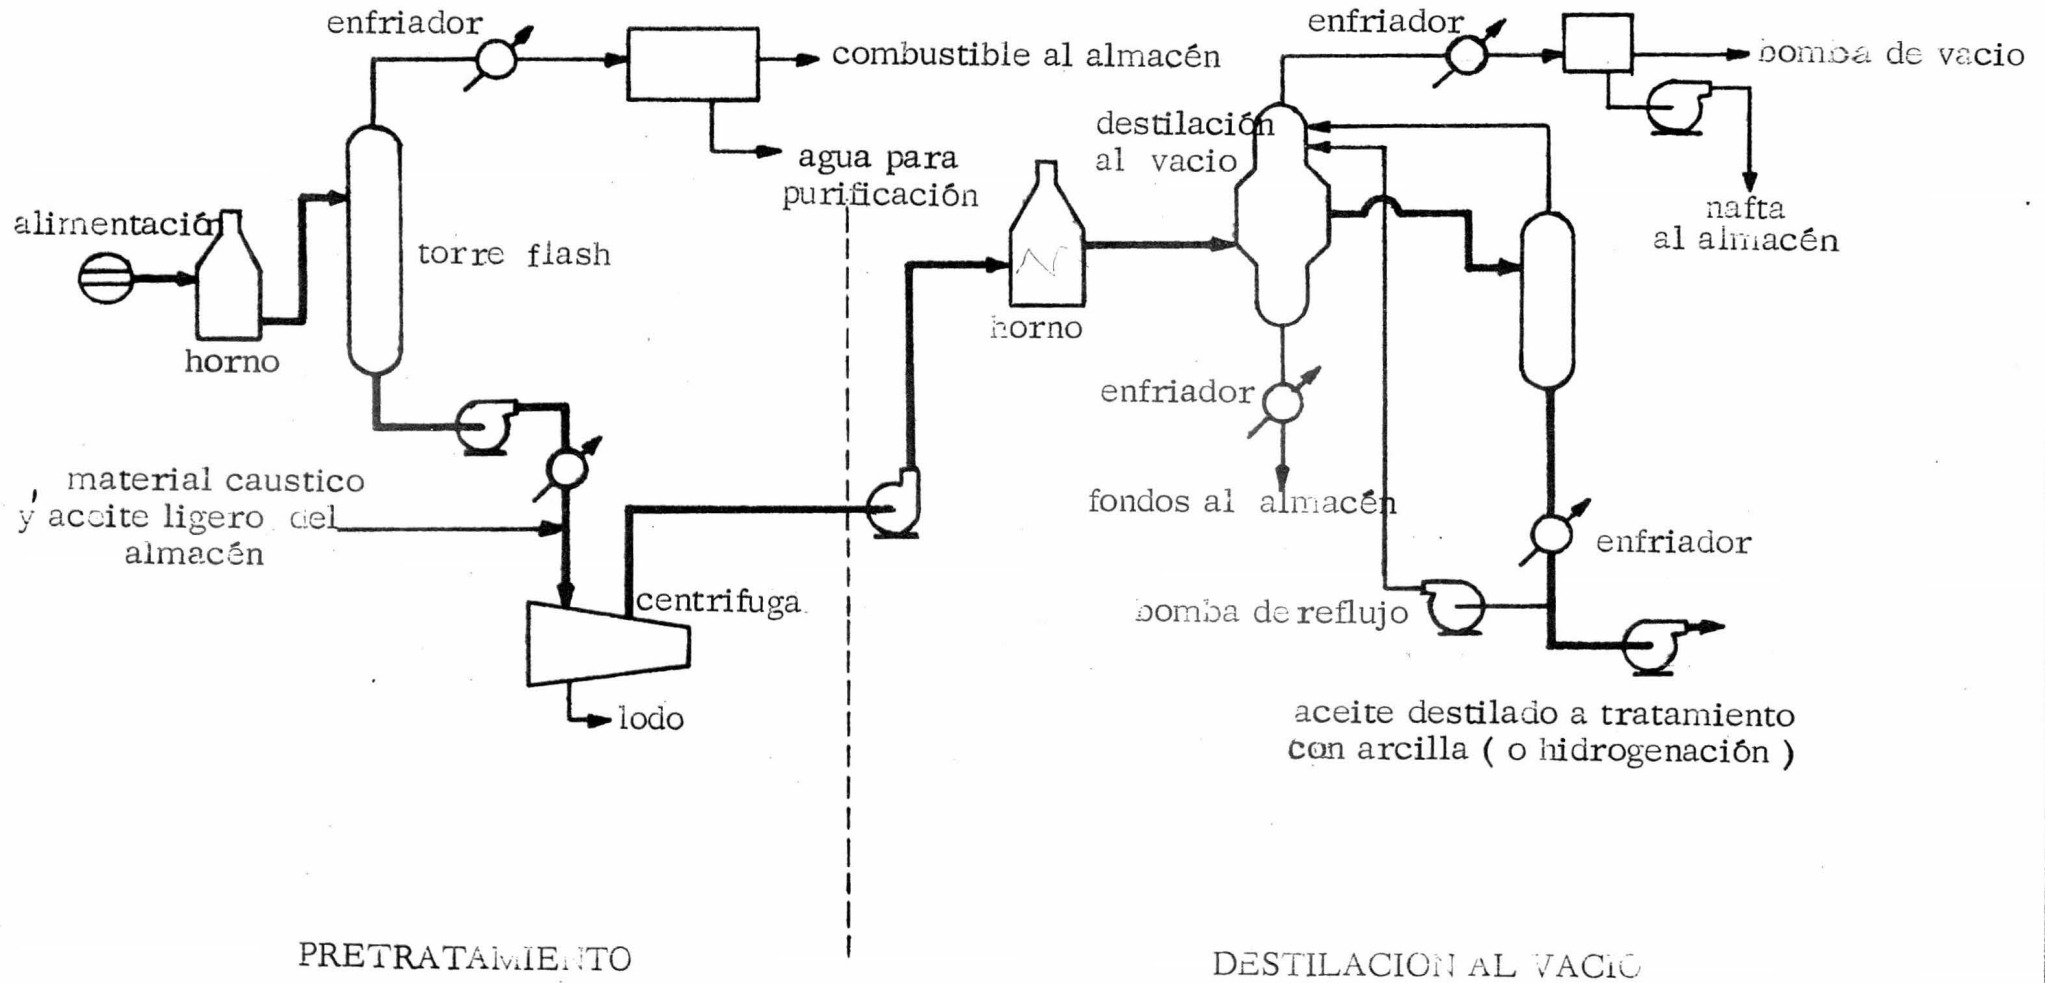 enfriador
combustible al almacén
agua para
purificación
alimentación
horno
torre flash
material caustico
y aceite ligero del
almacén
centrifuga
lodo
PRETRATAMIENTO
enfriador
bomba de vacio
destilación
al vacio
nafta
al almacén
horno
enfriador
fondos al almacén
enfriador
bomba de reflujo
aceite destilado a tratamiento
con arcilla ( o hidrogenación )
DESTILACION AL VACIO